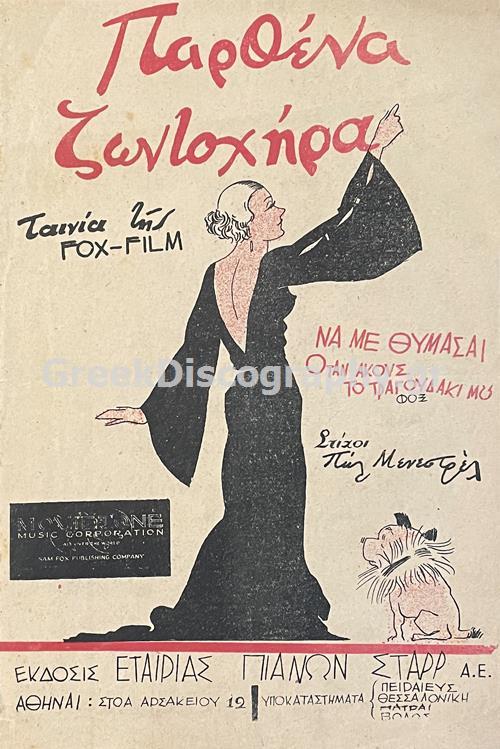 Παρθένα
ζωντοχήρα
ταινία τῆς
FOX-FILM
ΝΑ ΜΕ ΘΥΜΑΣΑΙ
ΟΤΑΝ ΑΚΟΥΣ
ΤΟ ΤΡΑΓΟΥΔΑΚΙ ΜΟΥ
ΦΟΞ
GreekDiscography.gr
Στίχοι
Πώλ Μενεστρέλ
MOVIETONE
MUSIC CORPORATION
SAM FOX PUBLISHING COMPANY
ΕΚΔΟΣΙΣ ΕΤΑΙΡΙΑΣ ΠΙΑΝΩΝ ΣΤΑΡΡ Α.Ε.
ΑΘΗΝΑΙ: ΣΤΟΑ ΑΡΣΑΚΕΙΟΥ 12 ΥΠΟΚΑΤΑΣΤΗΜΑΤΑ
ΠΕΙΡΑΙΕΥΣ
ΘΕΣΣΑΛΟΝΙΚΗ
ΠΑΤΡΑΙ
ΒΟΛΟΣ